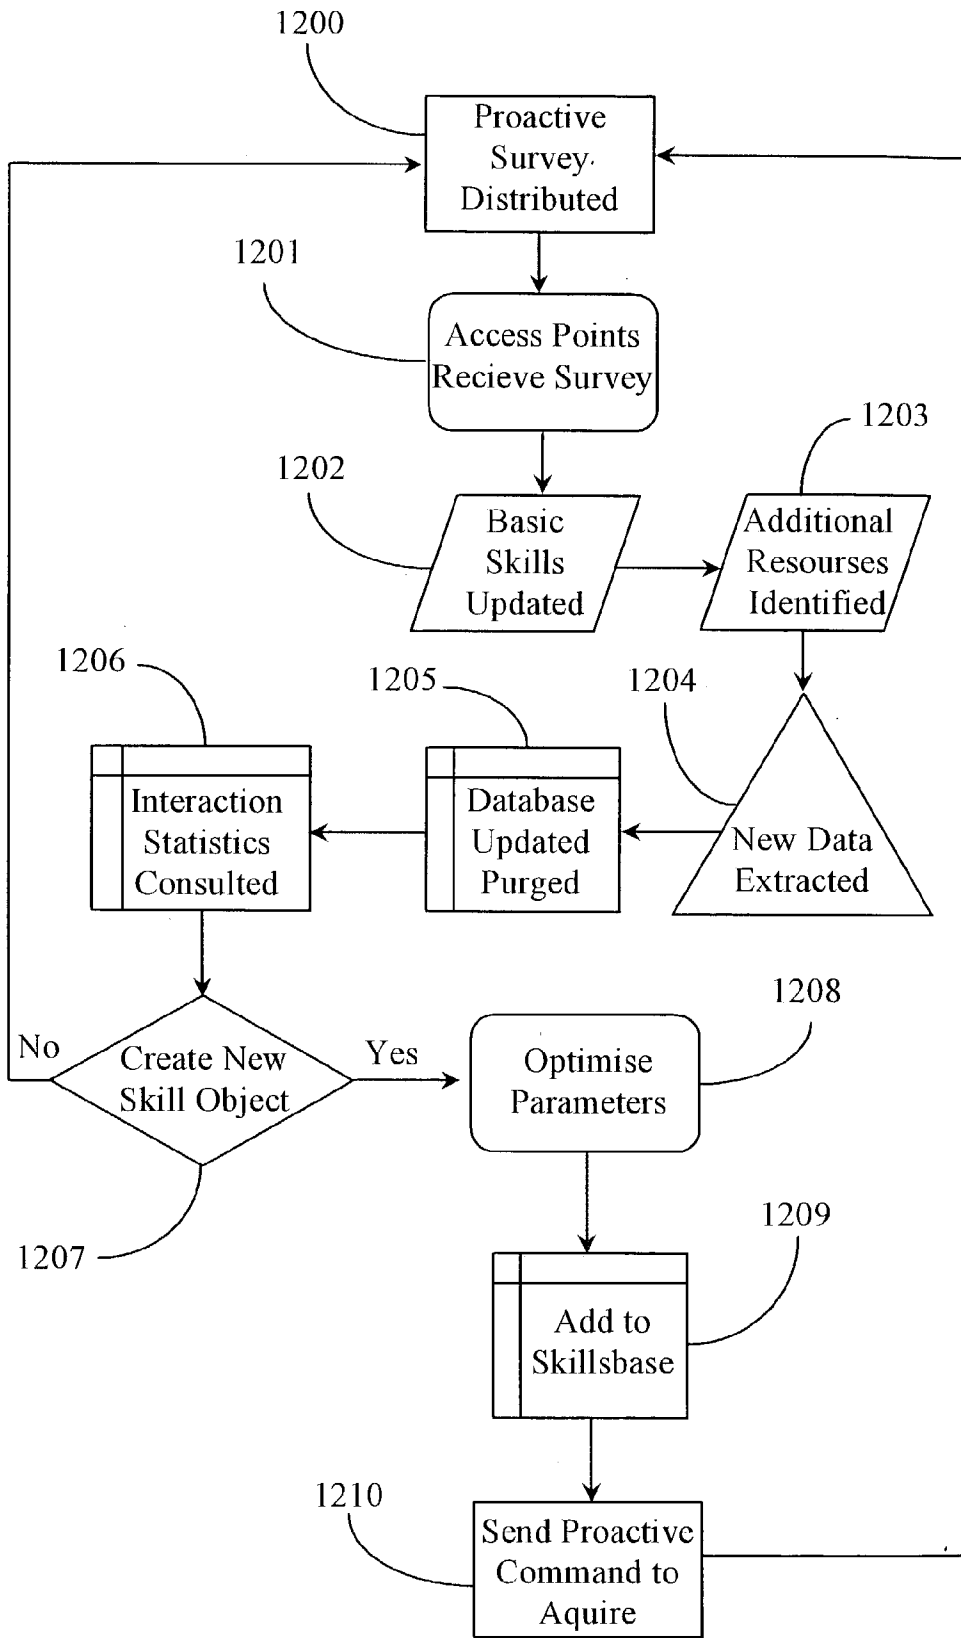 1200
Proactive
Survey
Distributed
1201
Access Points
Recieve Survey
1202
Basic
Skills
Updated
1203
Additional
Resourses
Identified
1206
Interaction
Statistics
Consulted
1205
Database
Updated
Purged
1204
New Data
Extracted
No
Create New
Skill Object
Yes
1207
1208
Optimise
Parameters
1209
Add to
Skillsbase
1210
Send Proactive
Command to
Aquire